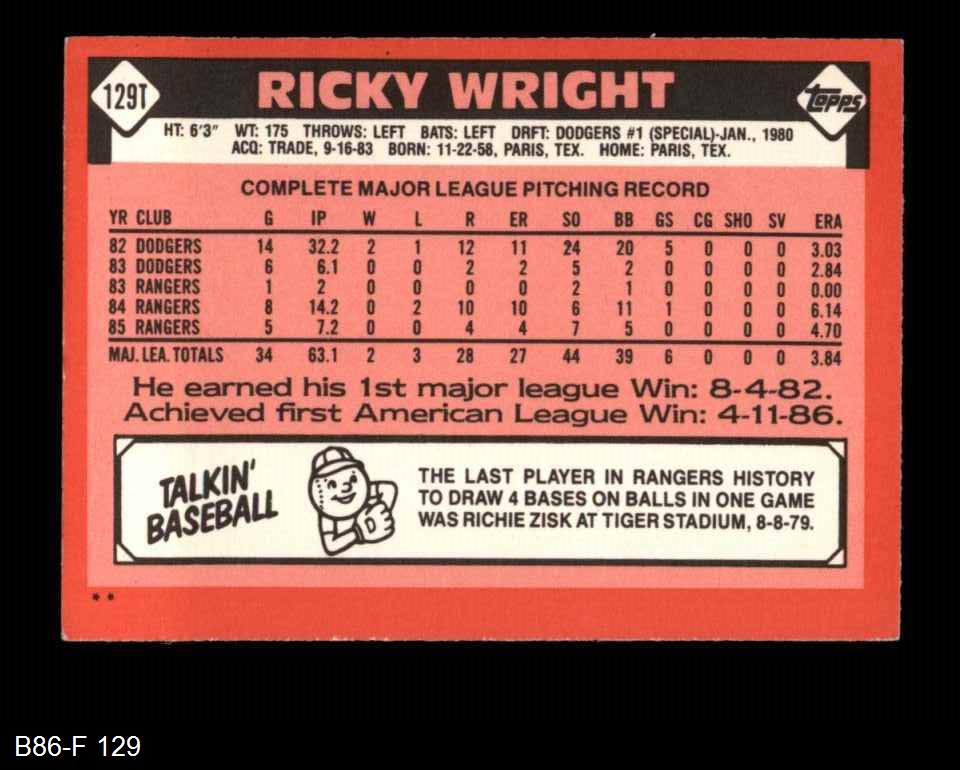 129T
RICKY WRIGHT
TOPPS
HT: 6'3" WT: 175 THROWS: LEFT BATS: LEFT DRFT: DODGERS #1 (SPECIAL)-JAN., 1980
ACQ: TRADE, 9-16-83 BORN: 11-22-58, PARIS, TEX. HOME: PARIS, TEX.
COMPLETE MAJOR LEAGUE PITCHING RECORD
YR CLUB G IP W L R ER SO BB GS CG SHO SV ERA
82 DODGERS 14 32.2 2 1 12 11 24 20 5 0 0 0 3.03
83 DODGERS 6 6.1 0 0 2 2 5 2 0 0 0 0 2.84
83 RANGERS 1 2 0 0 0 0 2 1 0 0 0 0 0.00
84 RANGERS 8 14.2 0 2 10 10 6 11 1 0 0 0 6.14
85 RANGERS 5 7.2 0 0 4 4 7 5 0 0 0 0 4.70
MAJ. LEA. TOTALS 34 63.1 2 3 28 27 44 39 6 0 0 0 3.84
He earned his 1st major league Win: 8-4-82.
Achieved first American League Win: 4-11-86.
TALKIN'
BASEBALL
THE LAST PLAYER IN RANGERS HISTORY
TO DRAW 4 BASES ON BALLS IN ONE GAME
WAS RICHIE ZISK AT TIGER STADIUM, 8-8-79.
**
B86-F 129